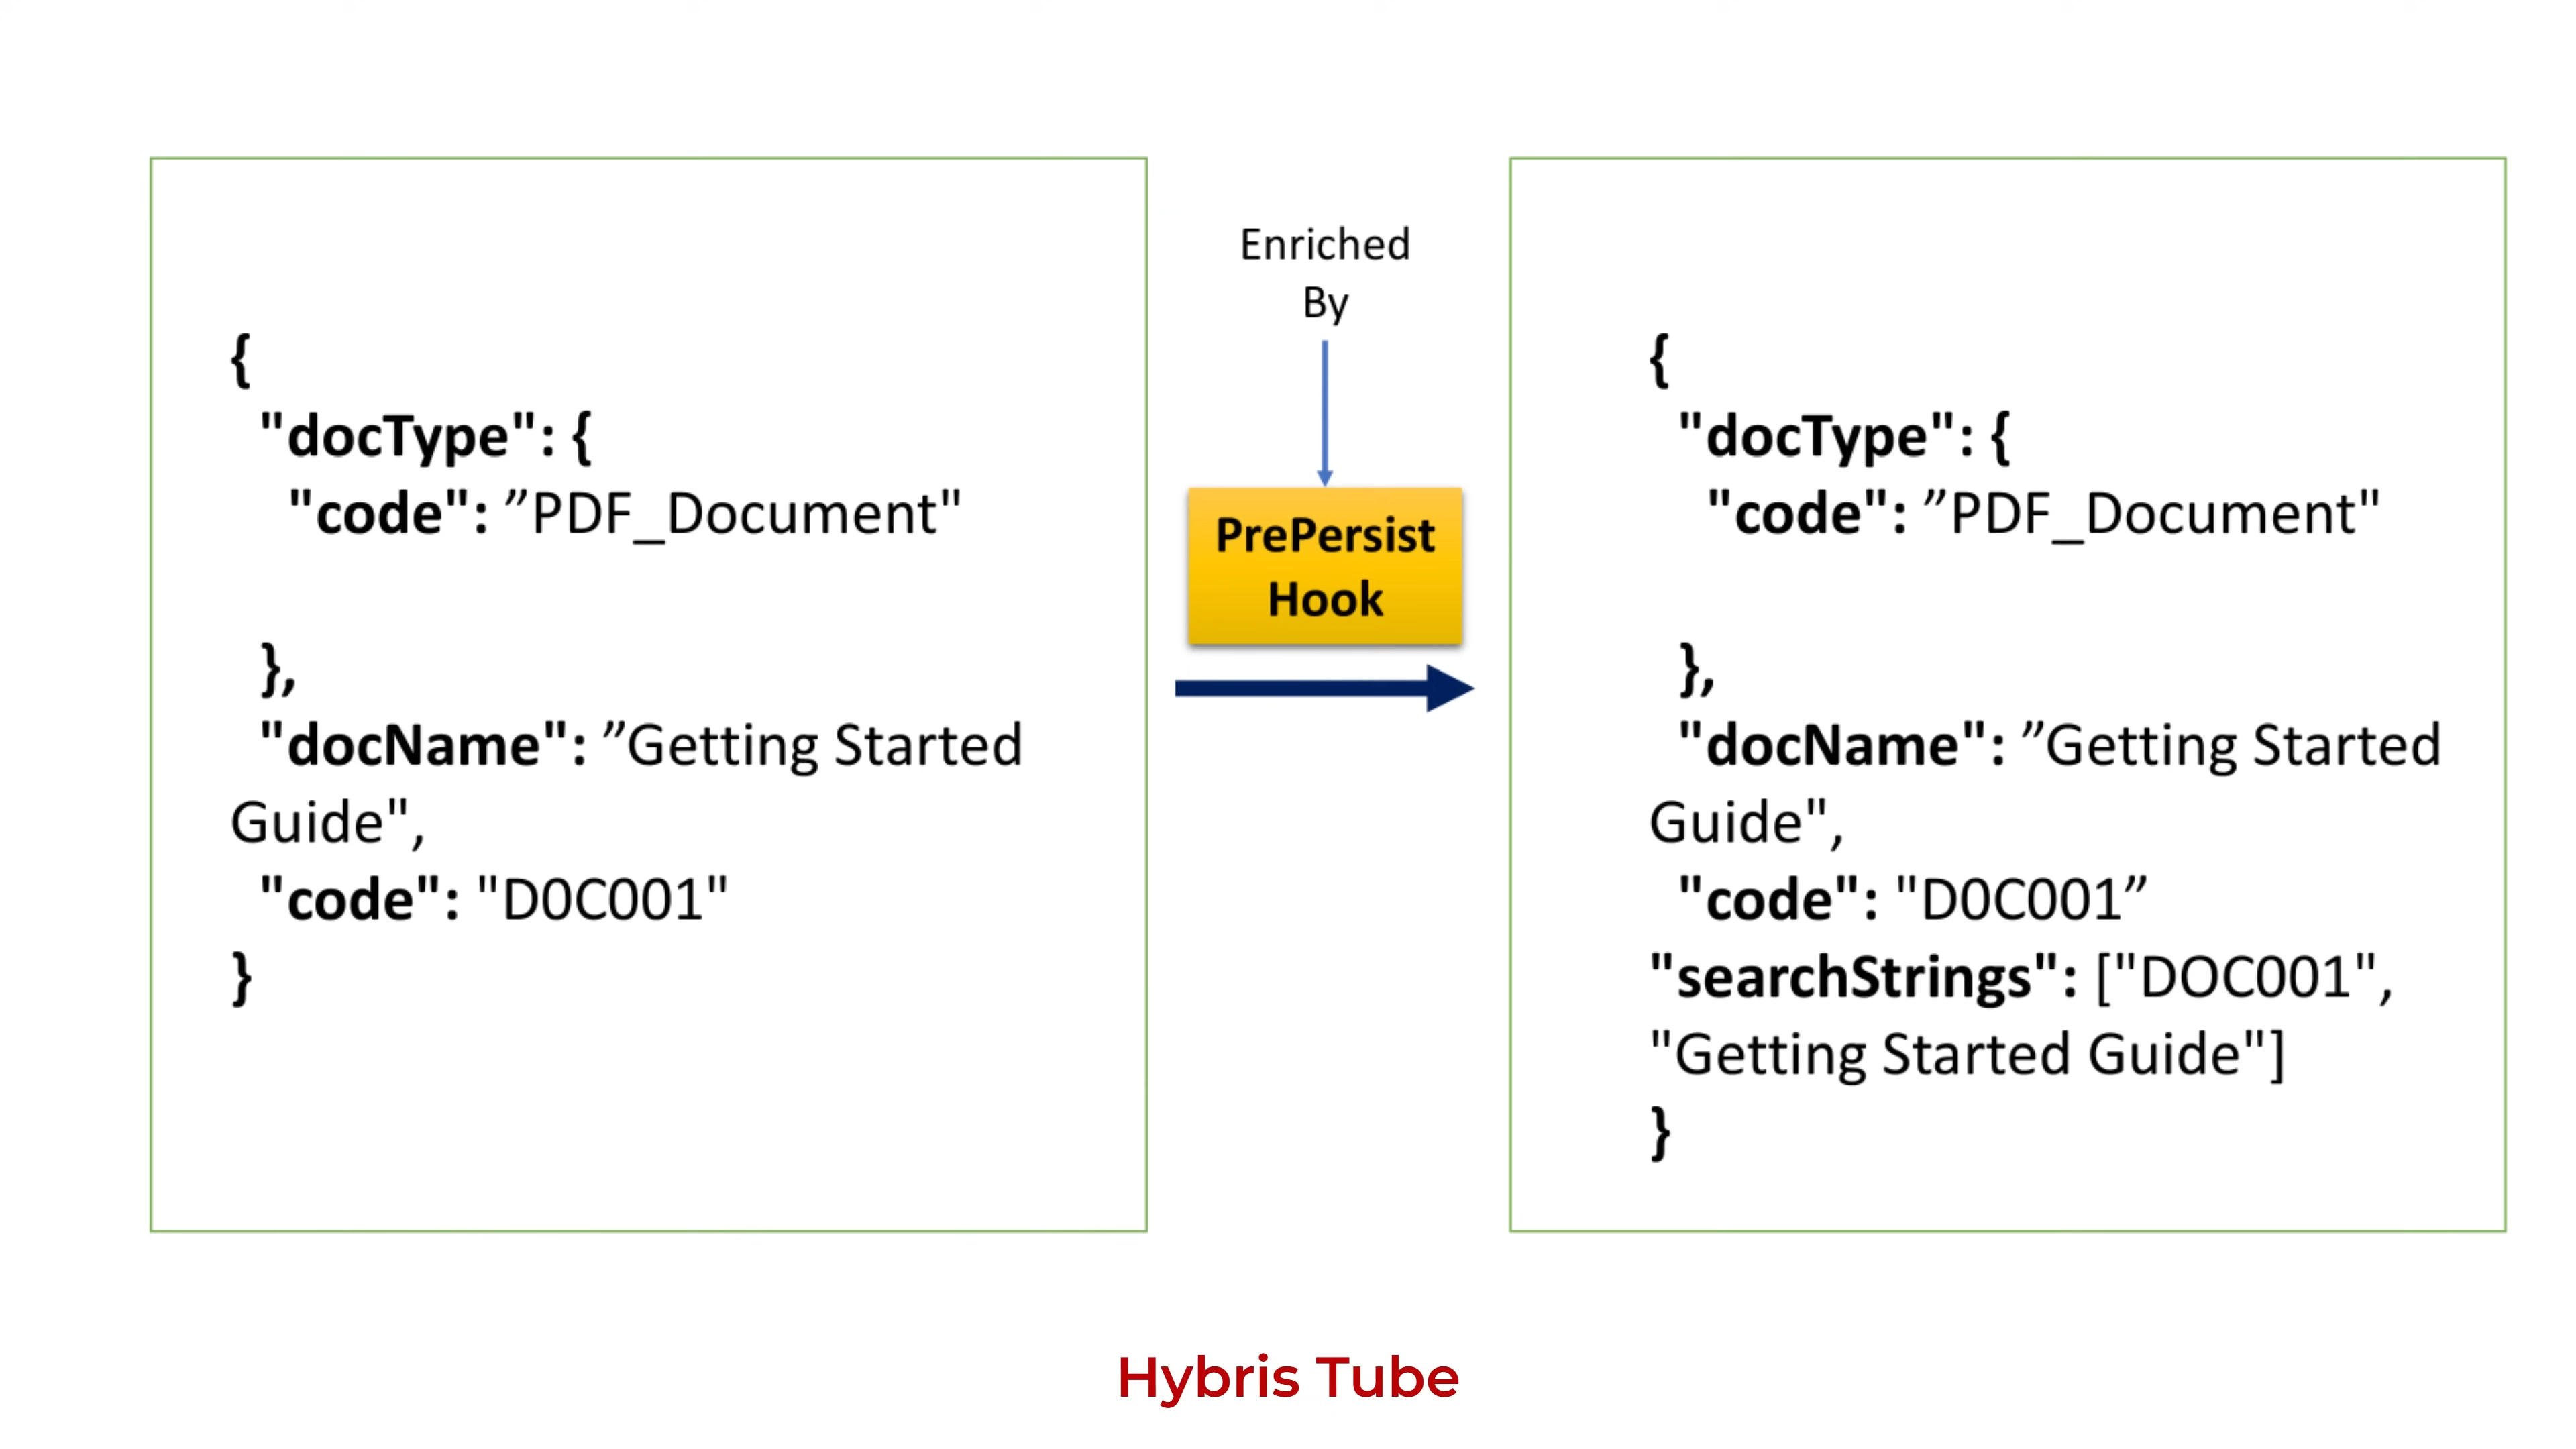 {
"docType": {
"code": ”PDF_Document"
},
"docName": ”Getting Started
Guide",
"code": "D0C001"
}
Enriched
By
PrePersist
Hook
{
"docType": {
"code": ”PDF_Document"
},
"docName": ”Getting Started
Guide",
"code": "D0C001”
"searchStrings": ["DOC001",
"Getting Started Guide"]
}
Hybris Tube